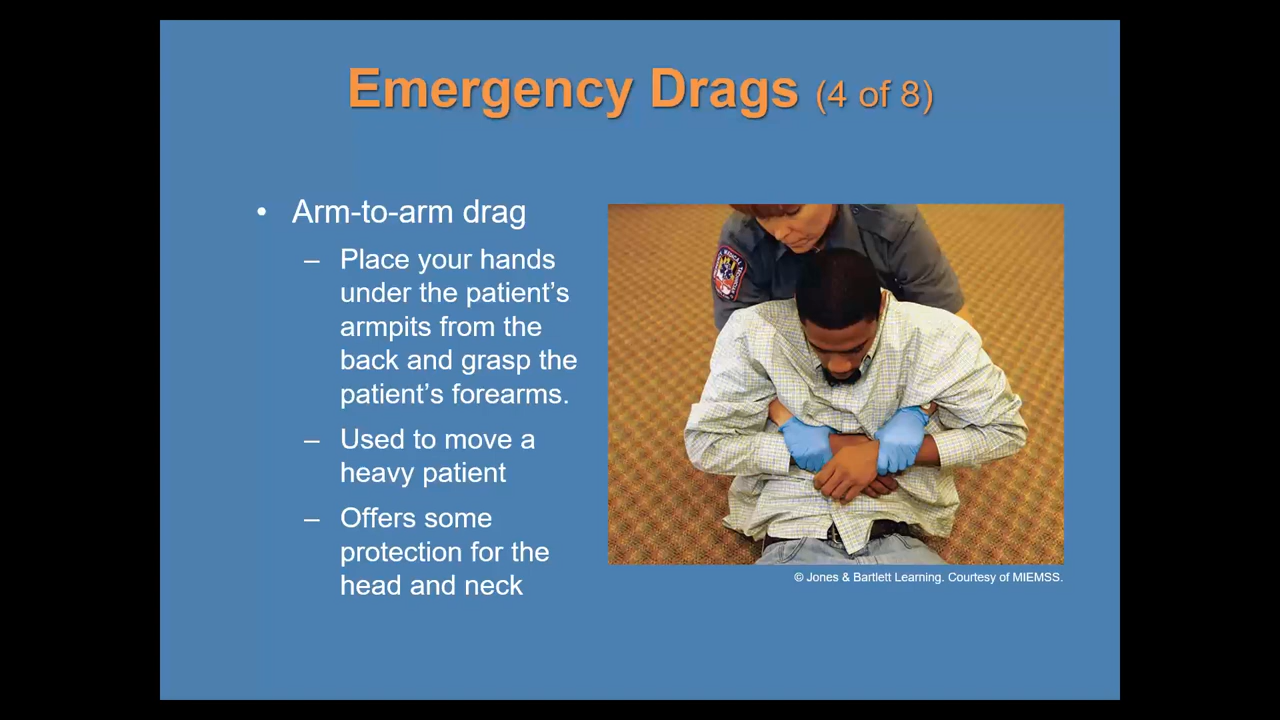 Emergency Drags (4 of 8)
• Arm-to-arm drag
– Place your hands
under the patient’s
armpits from the
back and grasp the
patient’s forearms.
– Used to move a
heavy patient
– Offers some
protection for the
head and neck
© Jones & Bartlett Learning. Courtesy of MIEMSS.